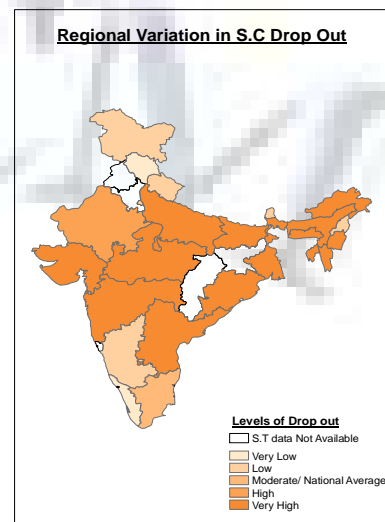 Regional Variation in S.C Drop Out
Levels of Drop out
S.T data Not Available
Very Low
Low
Moderate/ National Average
High
Very High